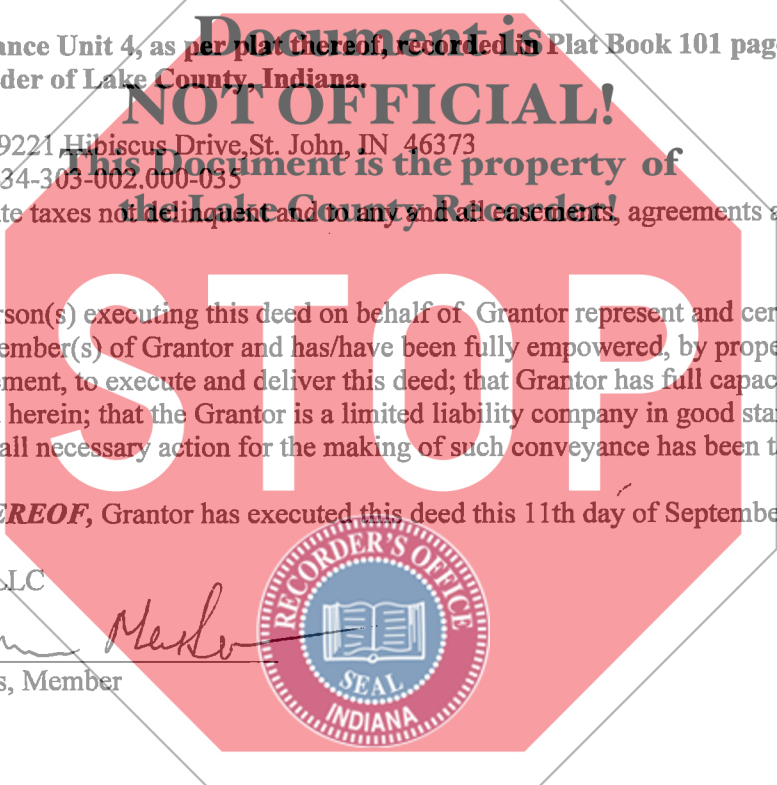 Document is
ance Unit 4, as per plat thereof, recorded in Plat Book 101 page
der of Lake County, Indiana.
NOT OFFICIAL!
9221 Hibiscus Drive, St. John, IN 46373
This Document is the property of
34-303-002.000-035
the Lake County Recorder!
te taxes not delinquent and to any and all easements, agreements a
STOP
rson(s) executing this deed on behalf of Grantor represent and cer
ember(s) of Grantor and has/have been fully empowered, by prope
ement, to execute and deliver this deed; that Grantor has full capac
herein; that the Grantor is a limited liability company in good sta
all necessary action for the making of such conveyance has been t
EREOF, Grantor has executed this deed this 11th day of Septembe
LLC
s, Member
RECORDER'S OFFICE
SEAL
INDIANA